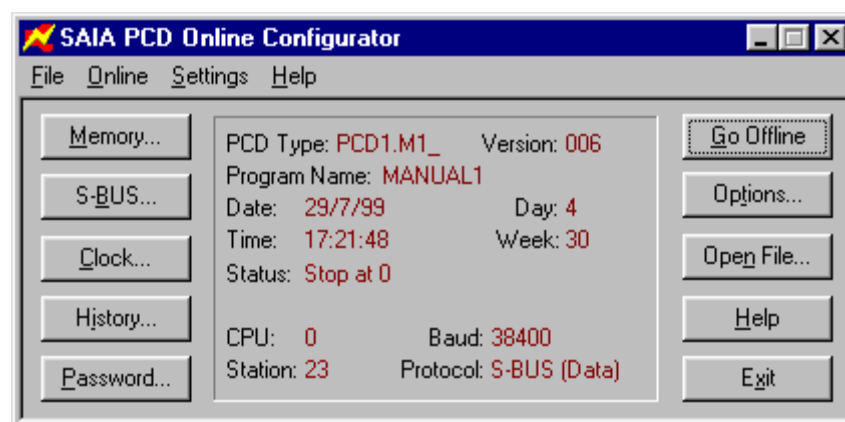 SAIA PCD Online Configurator
File Online Settings Help
Memory...
S-BUS...
Clock...
History...
Password...
PCD Type: PCD1.M1_ Version: 006
Program Name: MANUAL1
Date: 29/7/99 Day: 4
Time: 17:21:48 Week: 30
Status: Stop at 0
CPU: 0 Baud: 38400
Station: 23 Protocol: S-BUS (Data)
Go Offline
Options...
Open File...
Help
Exit